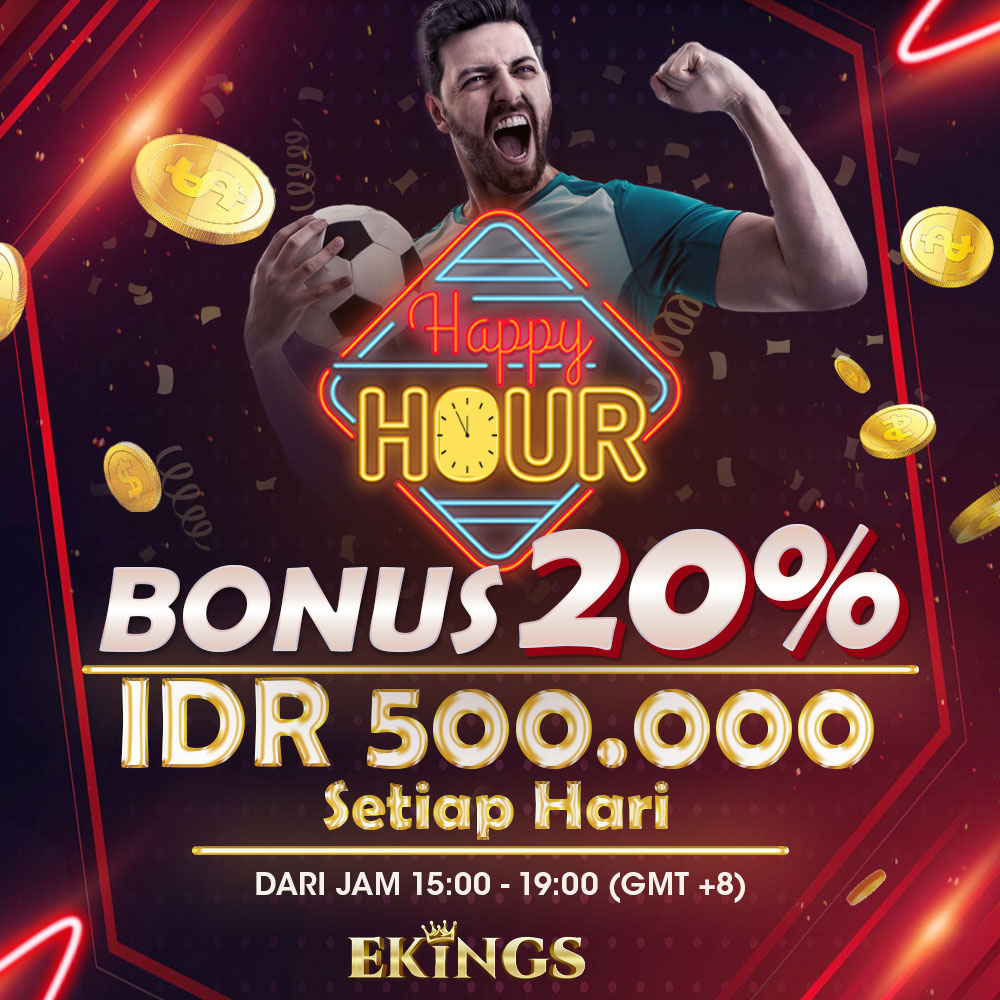 Happy
HOUR
BONUS 20%
IDR 500.000
Setiap Hari
DARI JAM 15:00 - 19:00 (GMT +8)
EKINGS